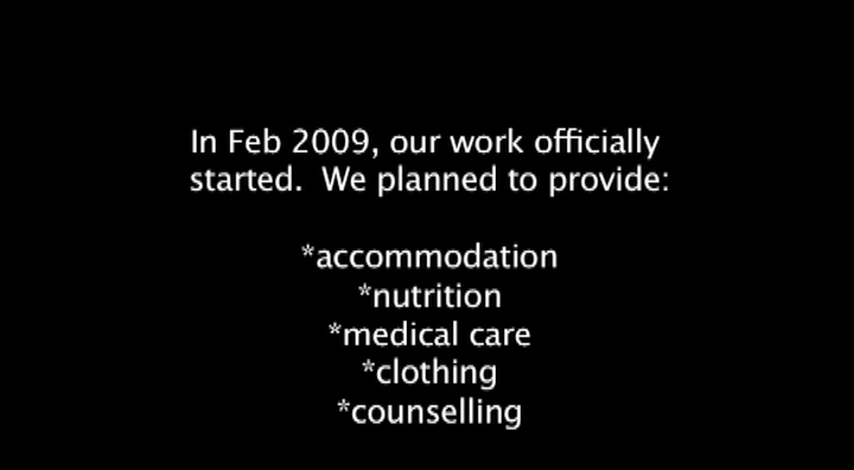 In Feb 2009, our work officially
started.  We planned to provide:
*accommodation
*nutrition
*medical care
*clothing
*counselling